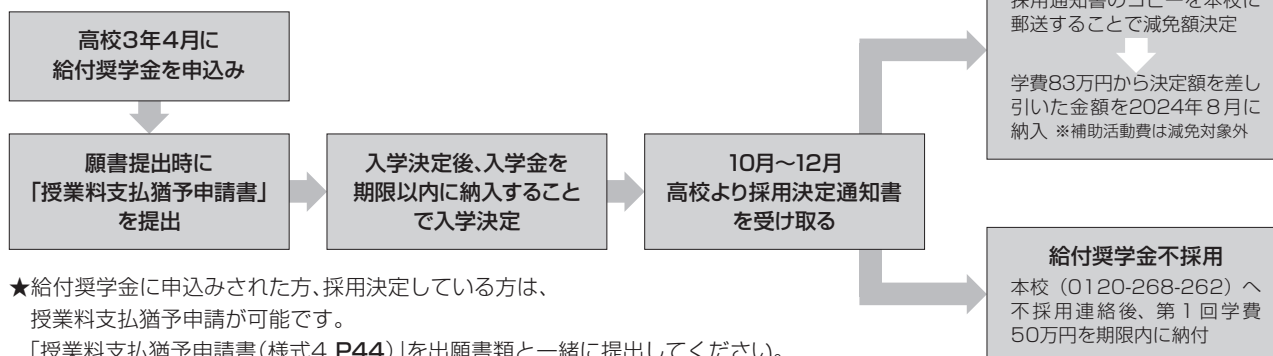 高校3年4月に
給付奨学金を申込み
願書提出時に
「授業料支払猶予申請書」
を提出
入学決定後、入学金を
期限以内に納入すること
で入学決定
10月〜12月
高校より採用決定通知書
を受け取る
採用通知書のコピーを本校に
郵送することで減免額決定
学費83万円から決定額を差し
引いた金額を2024年8月に
納入 ※補助活動費は減免対象外
給付奨学金不採用
本校（0120-268-262）へ
不採用連絡後、第1回学費
50万円を期限内に納付
★給付奨学金に申込みされた方、採用決定している方は、
授業料支払猶予申請が可能です。
「授業料支払猶予申請書（様式4 P44）」を出願書類と一緒に提出してください。